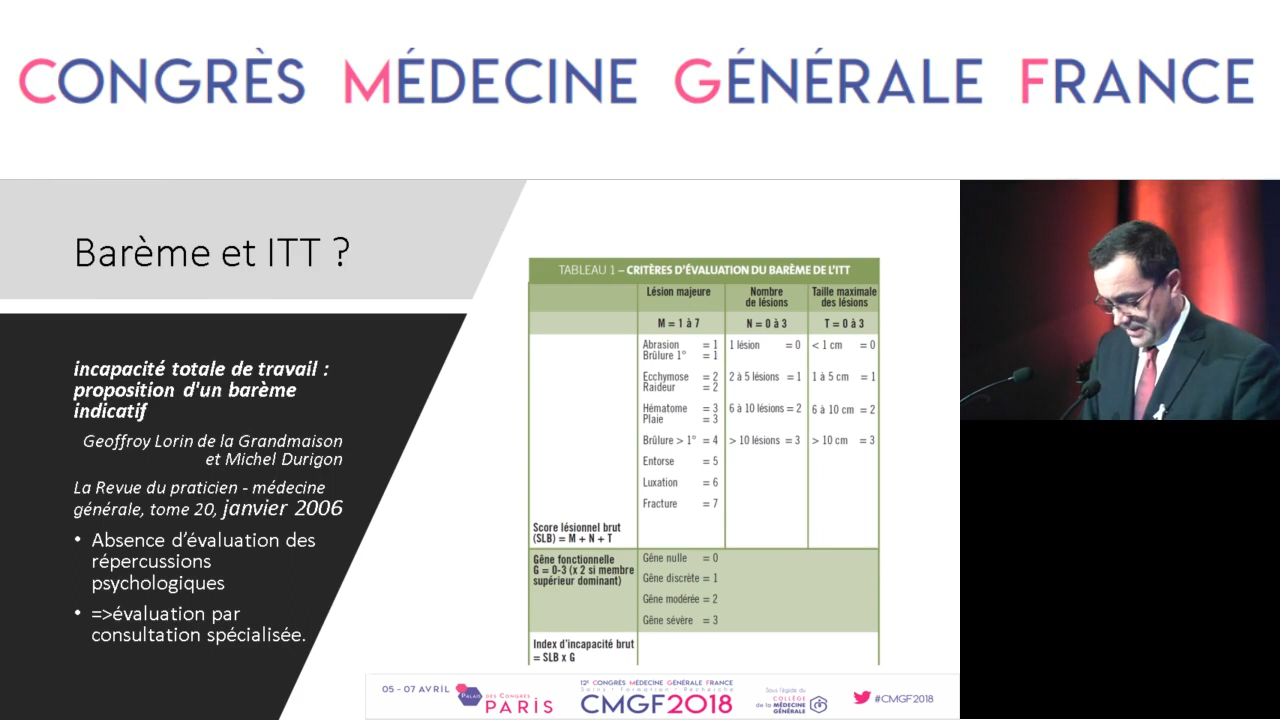 CONGRÈS MÉDECINE GÉNÉRALE FRANCE
Barème et ITT ?
incapacité totale de travail :
proposition d'un barème
indicatif
Geoffroy Lorin de la Grandmaison
et Michel Durigon
La Revue du praticien - médecine
générale, tome 20, janvier 2006
• Absence d'évaluation des
répercussions
psychologiques
• =>évaluation par
consultation spécialisée.
TABLEAU 1 – CRITÈRES D'ÉVALUATION DU BARÈME DE L'ITT
Lésion majeure
Nombre
de lésions
Taille maximale
des lésions
M = 1 à 7
N = 0 à 3
T = 0 à 3
Abrasion = 1
Brûlure 1° = 1
Ecchymose = 2
Raideur = 2
Hématome = 3
Plaie = 3
Brûlure > 1° = 4
Entorse = 5
Luxation = 6
Fracture = 7
1 lésion = 0
2 à 5 lésions = 1
6 à 10 lésions = 2
> 10 lésions = 3
< 1 cm = 0
1 à 5 cm = 1
6 à 10 cm = 2
> 10 cm = 3
Score lésionnel brut
(SLB) = M + N + T
Gêne fonctionnelle
G = 0-3 (x 2 si membre
supérieur dominant)
Gêne nulle = 0
Gêne discrète = 1
Gêne modérée = 2
Gêne sévère = 3
Index d'incapacité brut
= SLB x G
05 - 07 AVRIL
PALAIS
DES CONGRÈS
PARIS
12e CONGRÈS MÉDECINE GÉNÉRALE FRANCE
Soins • Formation • Recherche
CMGF2018
Sous l'égide du
COLLÈGE
de la MÉDECINE
GÉNÉRALE
#CMGF2018